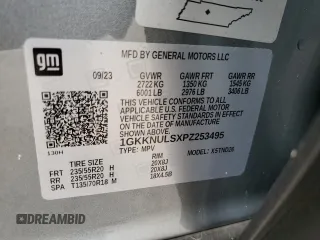 gm
MFD BY GENERAL MOTORS LLC
09/23 GVWR GAWR FRT GAWR RR
2722 KG 1350 KG 1545 KG
6001 LB 2976 LB 3406 LB
THIS VEHICLE CONFORMS TO ALL APPLICABLE U.S.
FEDERAL MOTOR VEHICLE SAFETY
STANDARDS IN EFFECT ON THE
DATE OF MANUFACTURE SHOWN ABOVE.
1GKKNULSXPZ253495
TYPE: MPV MODEL:
TIRE SIZE RIM
FRT 235/55R20 H 20X8J
RR 235/55R20 H 20X8J
SPA T135/70R18 M 18X4.5B
DREAMBID